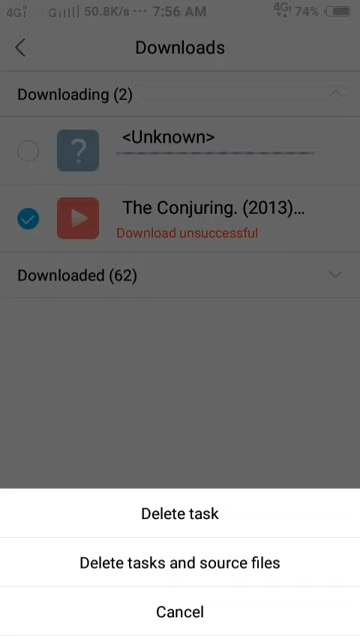 4G G 50.8K/s ··· 7:56 AM 4G 74%
Downloads
Downloading (2)
?
<Unknown>
The Conjuring. (2013)...
Download unsuccessful
Downloaded (62)
Delete task
Delete tasks and source files
Cancel